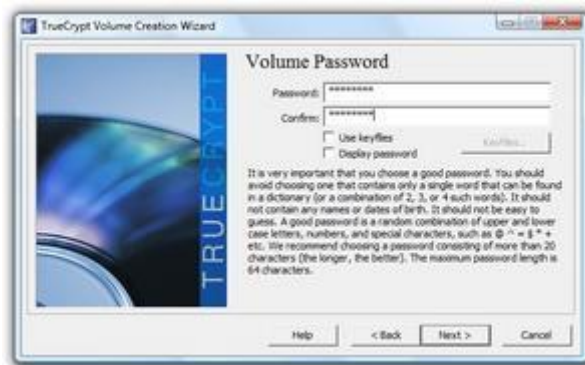 TrueCrypt Volume Creation Wizard
TRUECRYPT
Volume Password
Password: ********
Confirm: ********
Use keyfiles
Keyfiles...
Display password
It is very important that you choose a good password. You should
avoid choosing one that contains only a single word that can be found
in a dictionary (or a combination of 2, 3, or 4 such words). It should
not contain any names or dates of birth. It should not be easy to
guess. A good password is a random combination of upper and lower
case letters, numbers, and special characters, such as @ ^ = $ * +
etc. We recommend choosing a password consisting of more than 20
characters (the longer, the better). The maximum password length is
64 characters.
Help
< Back
Next >
Cancel